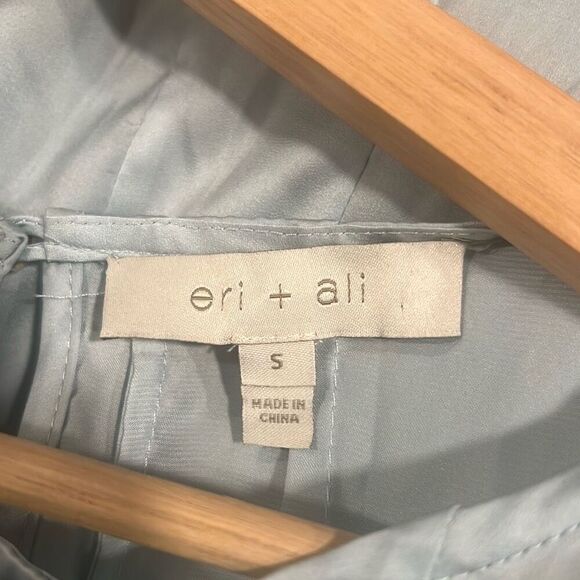 eri + ali
S
MADE IN
CHINA